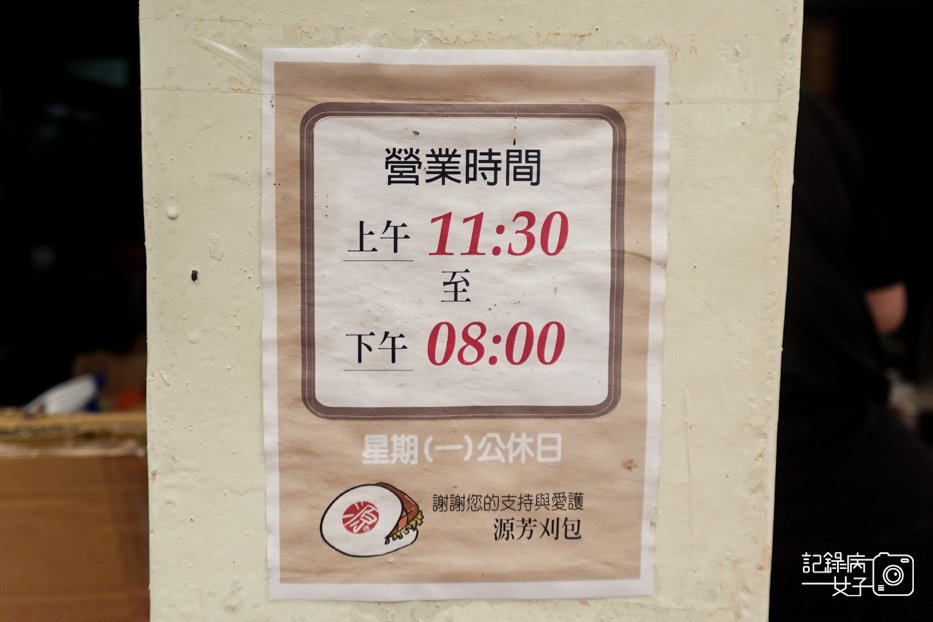 營業時間
上午 11:30
至
下午 08:00
星期(一)公休日
謝謝您的支持與愛護
源芳刈包
源
記錄病
女子